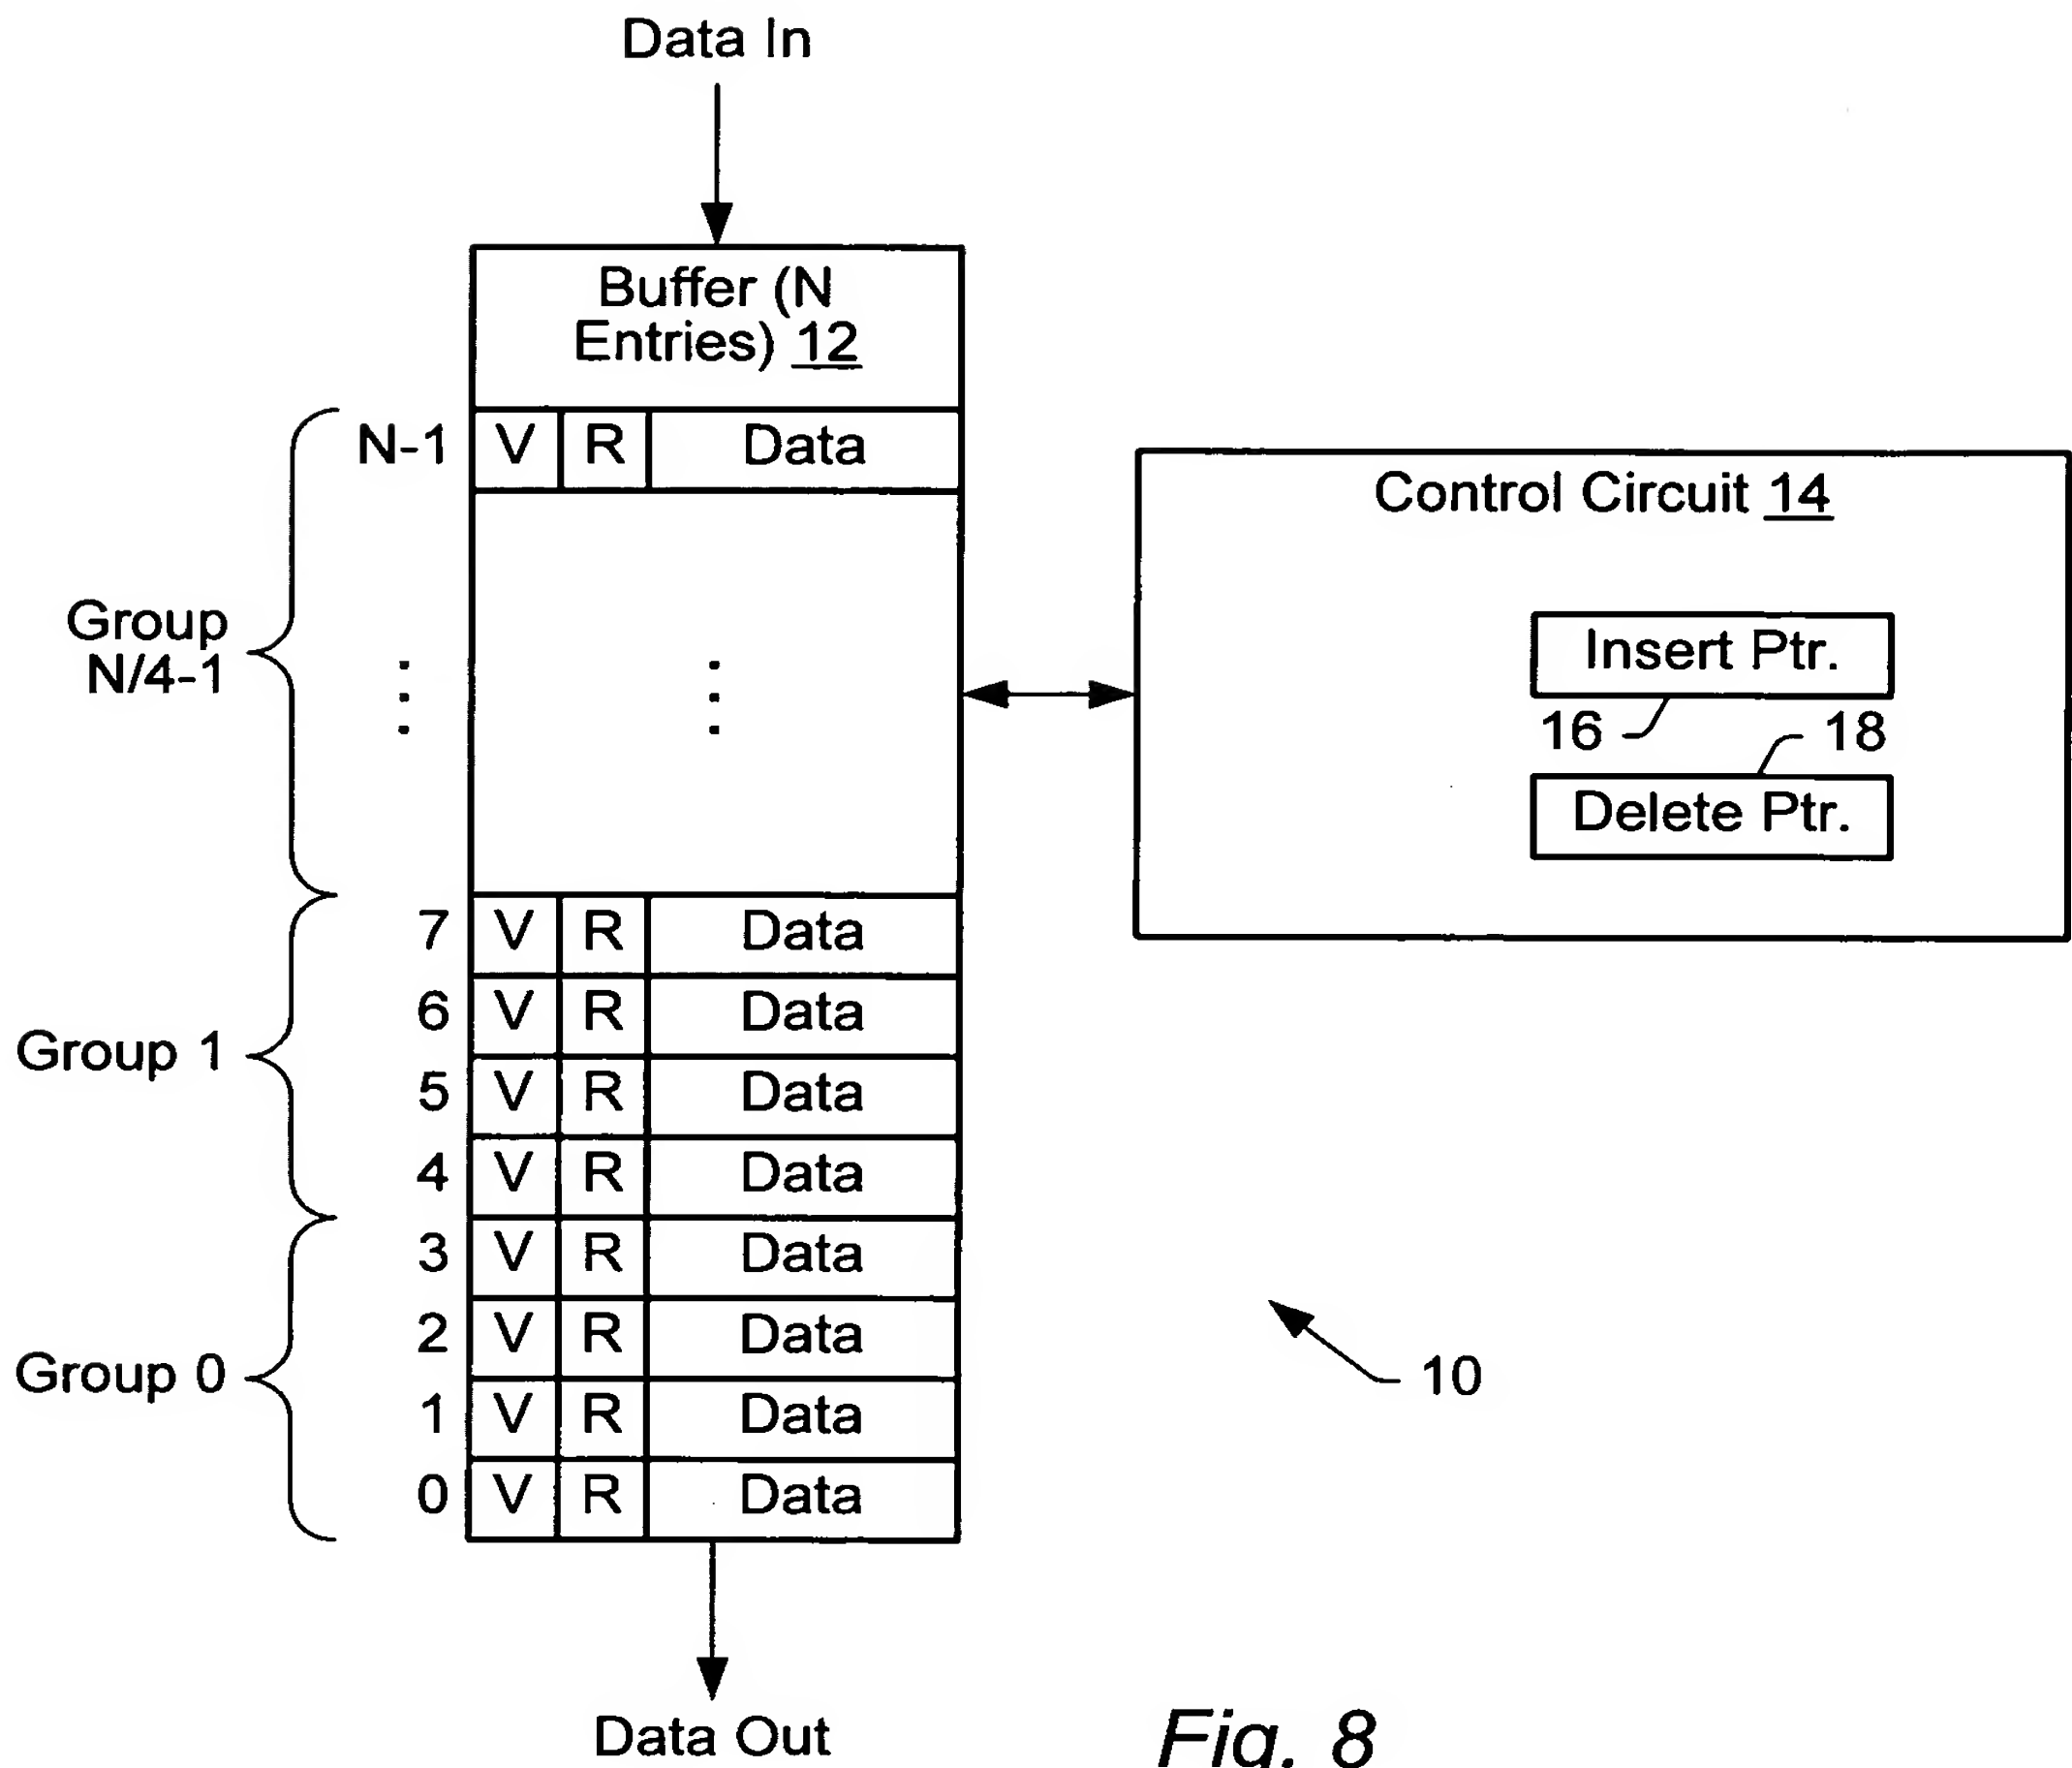 Data In
Buffer (N
Entries) 12
N-1 V R Data
Control Circuit 14
Group
N/4-1
Insert Ptr.
16
18
Delete Ptr.
7 V R Data
6 V R Data
Group 1
5 V R Data
4 V R Data
3 V R Data
2 V R Data
Group 0
10
1 V R Data
0 V R Data
Data Out
Fig. 8